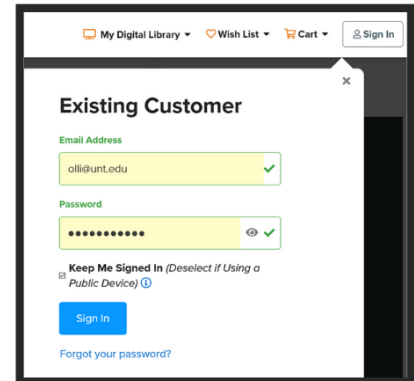 My Digital Library Wish List Cart Sign In
Existing Customer
Email Address
olli@unt.edu
Password
•••••••••••
Keep Me Signed In (Deselect if Using a
Public Device)
Sign In
Forgot your password?